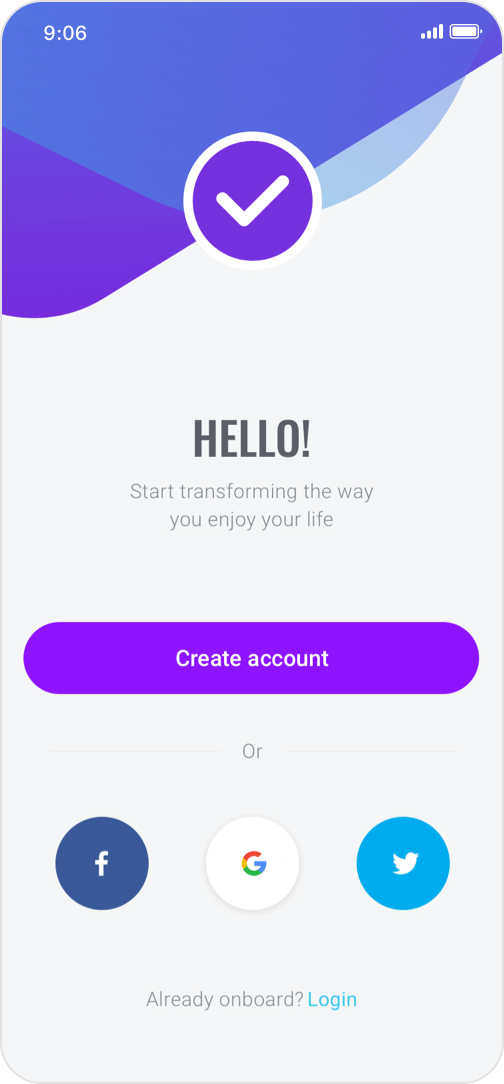 9:06
HELLO!
Start transforming the way
you enjoy your life
Create account
Or
Already onboard? Login